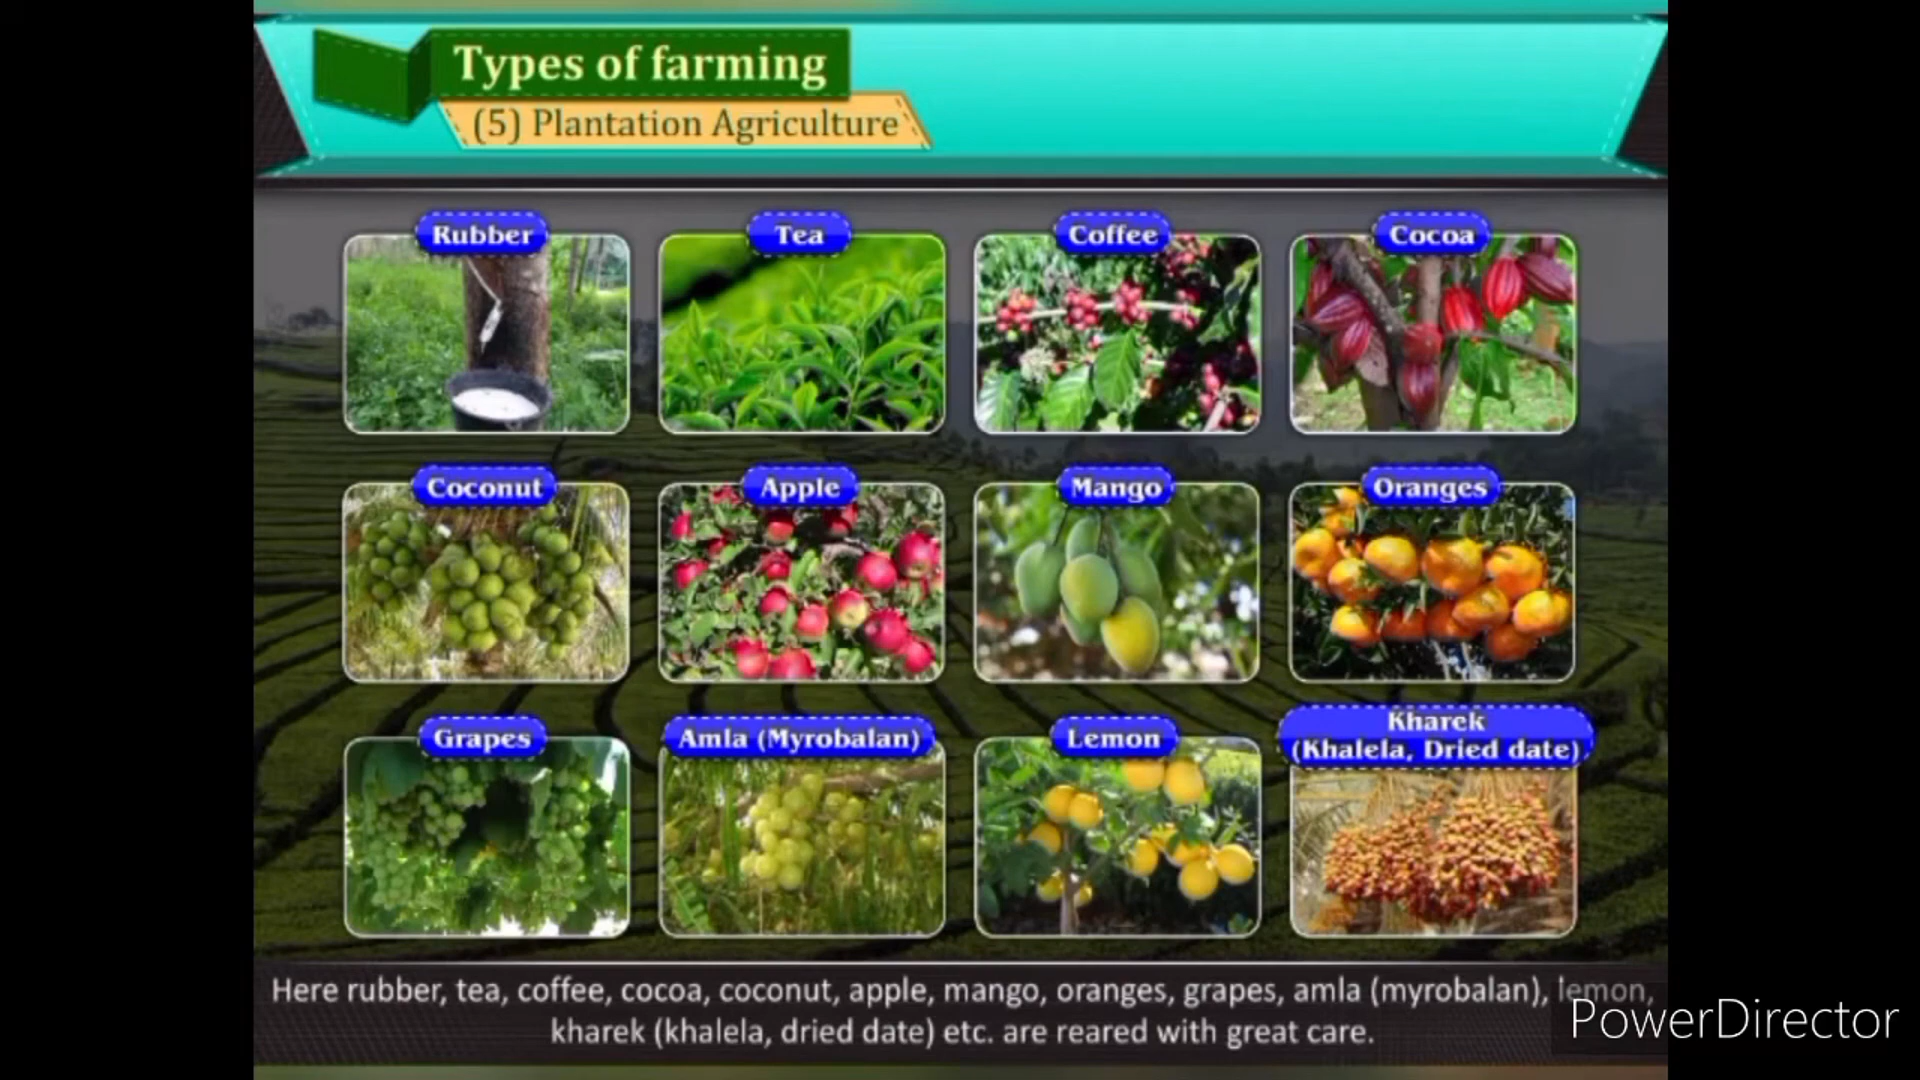 Types of farming
(5) Plantation Agriculture
Rubber
Tea
Coffee
Cocoa
Coconut
Apple
Mango
Oranges
Grapes
Amla (Myrobalan)
Lemon
Kharek
(Khalela, Dried date)
Here rubber, tea, coffee, cocoa, coconut, apple, mango, oranges, grapes, amla (myrobalan), lemon,
kharek (khalela, dried date) etc. are reared with great care.
PowerDirector